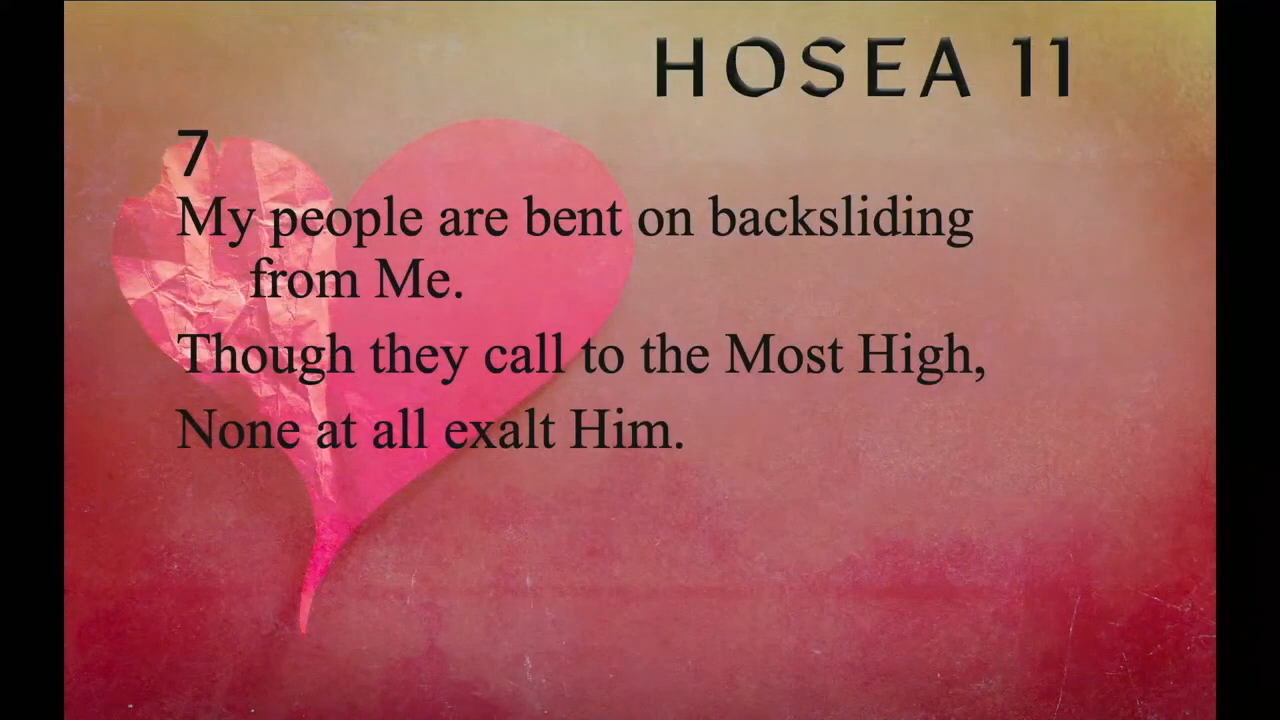 HOSEA 11
7
My people are bent on backsliding
from Me.
Though they call to the Most High,
None at all exalt Him.